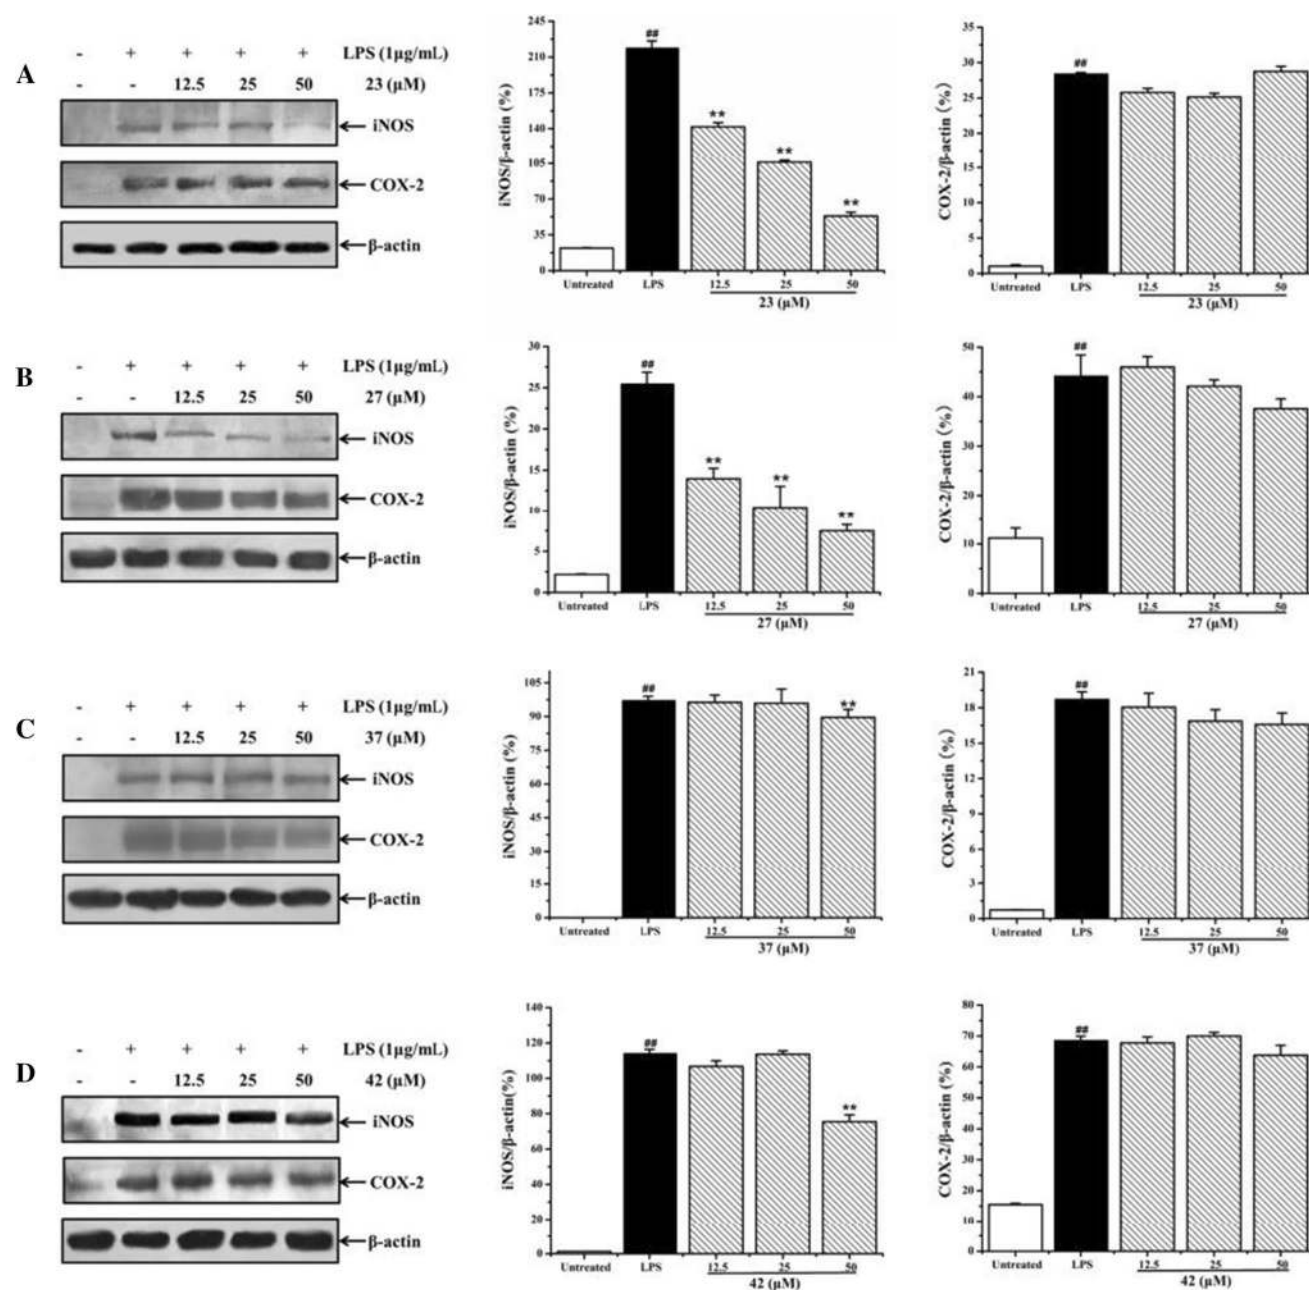 A
- + + + + LPS (1μg/mL)
- - 12.5 25 50 23 (μM)
iNOS
COX-2
β-actin
iNOS/β-actin (%)
245
210
175
140
105
70
35
0
##
**
**
**
Untreated LPS 12.5 25 50
23 (μM)
COX-2/β-actin (%)
35
30
25
20
15
10
5
0
##
Untreated LPS 12.5 25 50
23 (μM)
B
- + + + + LPS (1μg/mL)
- - 12.5 25 50 27 (μM)
iNOS
COX-2
β-actin
iNOS/β-actin (%)
30
25
20
15
10
5
0
##
**
**
**
Untreated LPS 12.5 25 50
27 (μM)
COX-2/β-actin (%)
50
40
30
20
10
0
##
Untreated LPS 12.5 25 50
27 (μM)
C
- + + + + LPS (1μg/mL)
- - 12.5 25 50 37 (μM)
iNOS
COX-2
β-actin
iNOS/β-actin (%)
105
90
75
60
45
30
15
0
##
**
Untreated LPS 12.5 25 50
37 (μM)
COX-2/β-actin (%)
21
18
15
12
9
6
3
0
##
Untreated LPS 12.5 25 50
37 (μM)
D
- + + + + LPS (1μg/mL)
- - 12.5 25 50 42 (μM)
iNOS
COX-2
β-actin
iNOS/β-actin(%)
140
120
100
80
60
40
20
0
##
**
Untreated LPS 12.5 25 50
42 (μM)
COX-2/β-actin (%)
80
70
60
50
40
30
20
10
0
##
Untreated LPS 12.5 25 50
42 (μM)